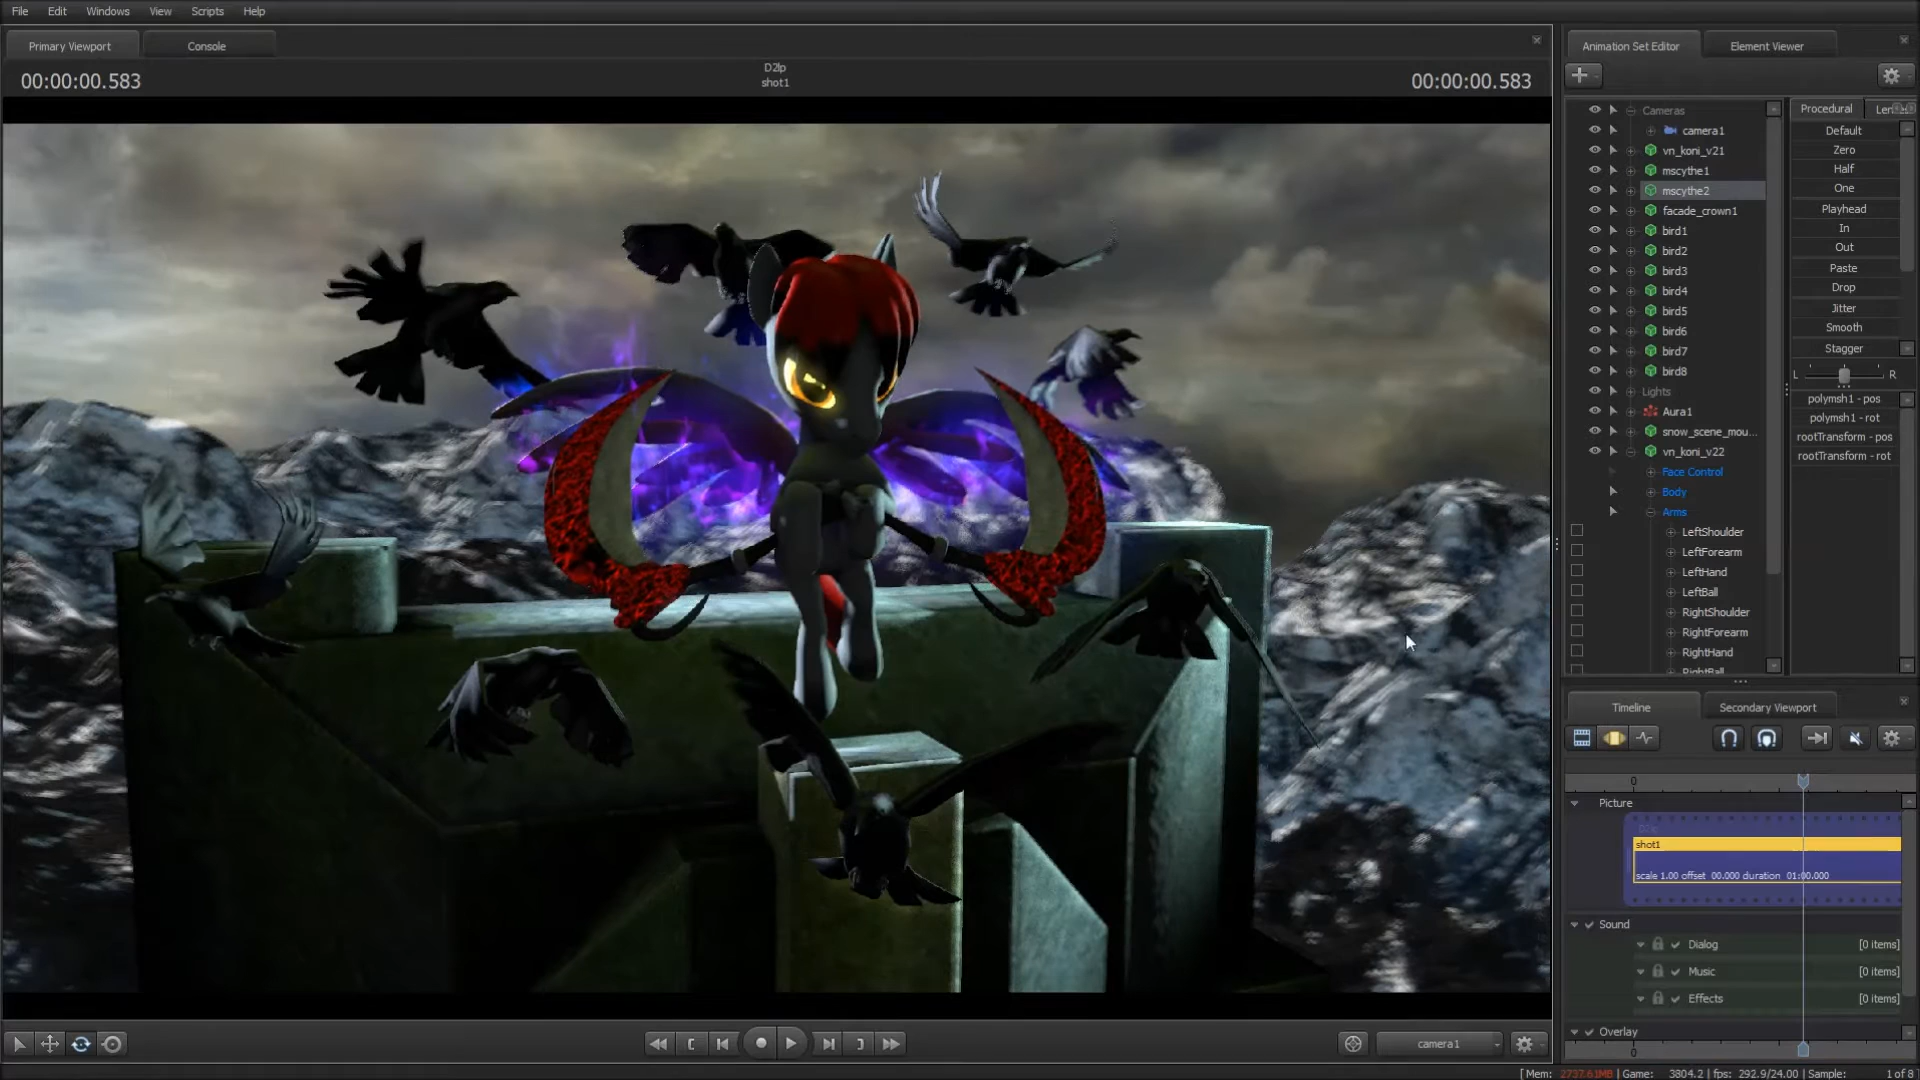 File Edit Windows View Scripts Help
Primary Viewport Console
00:00:00.583
D2lp
shot1
00:00:00.583
Animation Set Editor Element Viewer
Cameras
camera1
vn_koni_v21
mscythe1
mscythe2
facade_crown1
bird1
bird2
bird3
bird4
bird5
bird6
bird7
bird8
Lights
Aura1
snow_scene_mou...
vn_koni_v22
Face Control
Body
Arms
LeftShoulder
LeftForearm
LeftHand
LeftBall
RightShoulder
RightForearm
RightHand
RightBall
Procedural
Default
Zero
Half
One
Playhead
In
Out
Paste
Drop
Jitter
Smooth
Stagger
L R
polymsh1 - pos
polymsh1 - rot
rootTransform - pos
rootTransform - rot
Timeline Secondary Viewport
0
Picture
shot1
scale 1.00 offset 00.000 duration 01:00.000
Sound
Dialog [0 items]
Music [0 items]
Effects [0 items]
Overlay
0
camera1
[ Mem: 2737.61MB | Game: 3804.2 | fps: 292.9/24.00 | Sample: 1 of 8